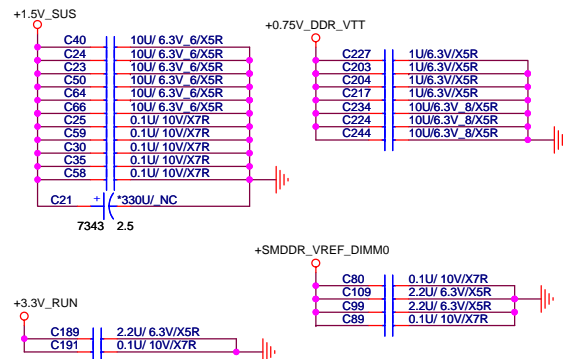 +1.5V_SUS
C40 10U/ 6.3V_6/X5R
C24 10U/ 6.3V_6/X5R
C23 10U/ 6.3V_6/X5R
C50 10U/ 6.3V_6/X5R
C64 10U/ 6.3V_6/X5R
C66 10U/ 6.3V_6/X5R
C25 0.1U/ 10V/X7R
C59 0.1U/ 10V/X7R
C30 0.1U/ 10V/X7R
C35 0.1U/ 10V/X7R
C58 0.1U/ 10V/X7R
C21 + *330U/_NC
7343 2.5
+0.75V_DDR_VTT
C227 1U/6.3V/X5R
C203 1U/6.3V/X5R
C204 1U/6.3V/X5R
C217 1U/6.3V/X5R
C234 10U/6.3V_8/X5R
C224 10U/6.3V_8/X5R
C244 10U/6.3V_8/X5R
+SMDDR_VREF_DIMM0
C80 0.1U/ 10V/X7R
C109 2.2U/ 6.3V/X5R
C99 2.2U/ 6.3V/X5R
C89 0.1U/ 10V/X7R
+3.3V_RUN
C189 2.2U/ 6.3V/X5R
C191 0.1U/ 10V/X7R